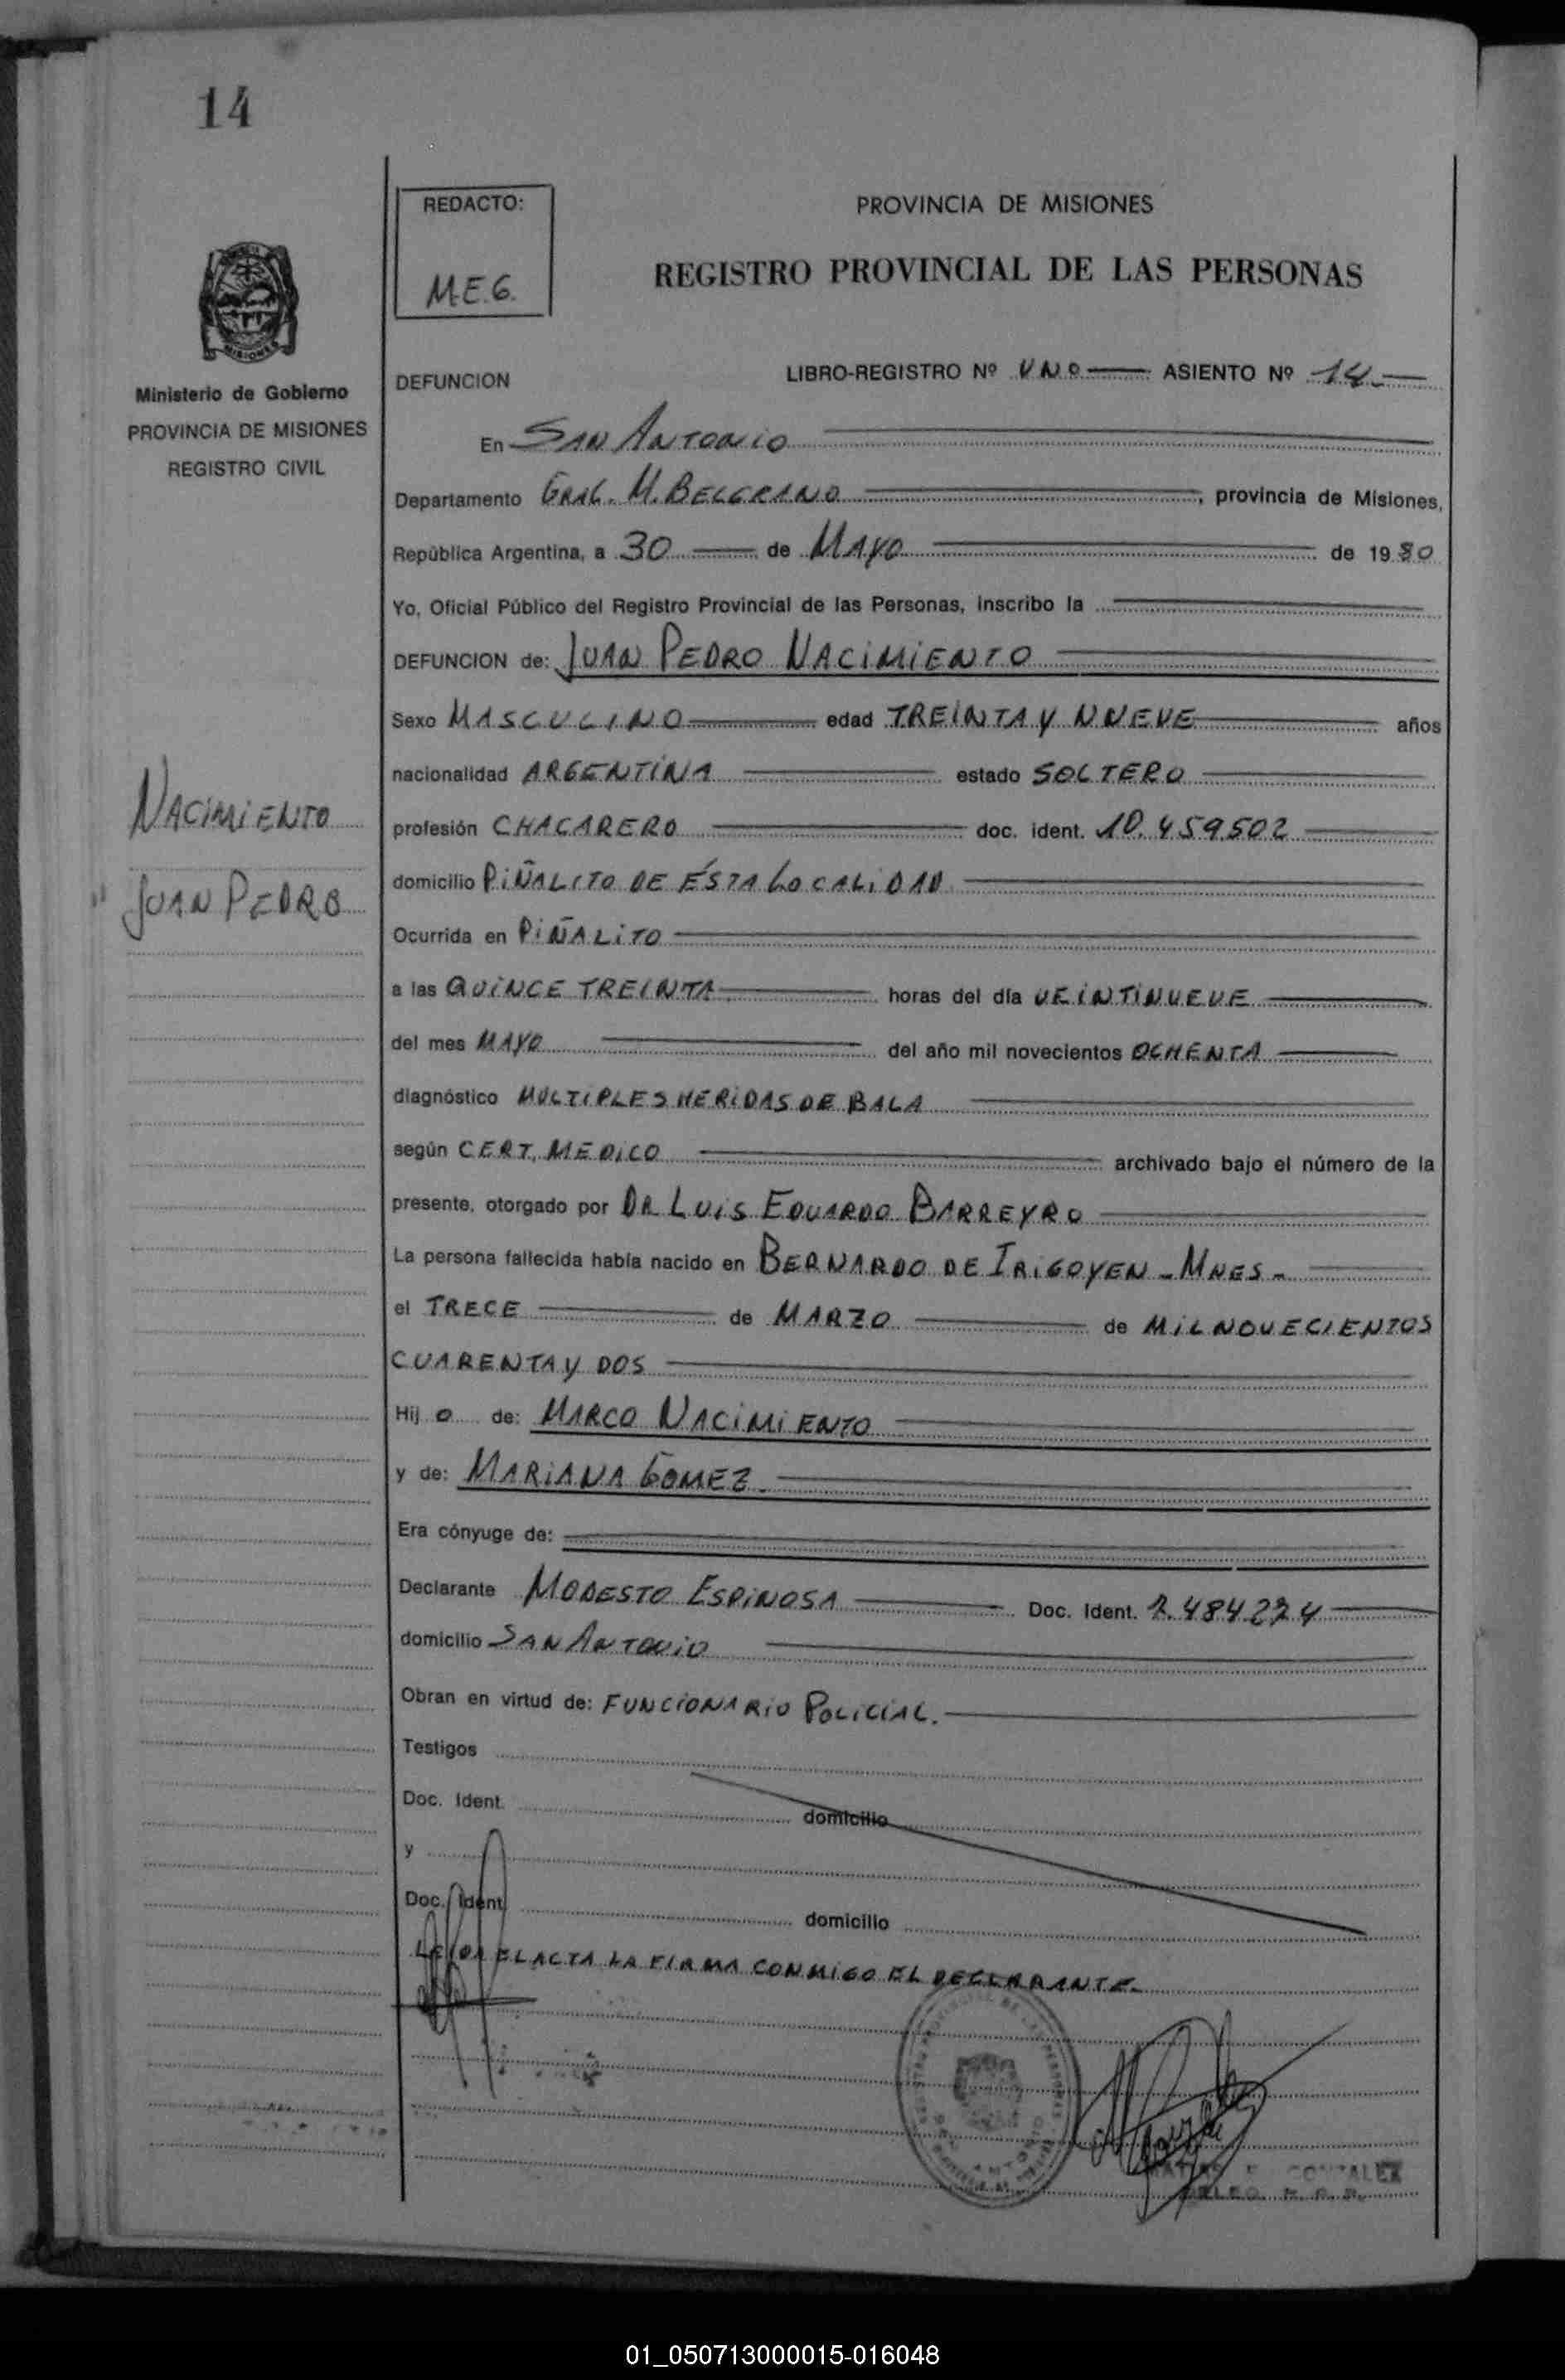 14
REDACTO:
M.E.G.
PROVINCIA DE MISIONES
REGISTRO PROVINCIAL DE LAS PERSONAS
MISIONES
Ministerio de Gobierno
PROVINCIA DE MISIONES
REGISTRO CIVIL
DEFUNCION LIBRO-REGISTRO Nº UNO ASIENTO Nº 14.
En SAN ANTONIO
Departamento GRAL. M. BELGRANO, provincia de Misiones,
República Argentina, a 30 de MAYO de 1980
Yo, Oficial Público del Registro Provincial de las Personas, inscribo la
DEFUNCION de: JUAN PEDRO NACIMIENTO
Sexo MASCULINO edad TREINTA Y NUEVE años
nacionalidad ARGENTINA estado SOLTERO
NACIMIENTO
JUAN PEDRO
profesión CHACARERO doc. ident. 10.459502
domicilio PIÑALITO DE ÉSTA LOCALIDAD
Ocurrida en PIÑALITO
a las QUINCE TREINTA horas del día VEINTINUEVE
del mes MAYO del año mil novecientos OCHENTA
diagnóstico MULTIPLES HERIDAS DE BALA
según CERT. MEDICO archivado bajo el número de la
presente, otorgado por DR LUIS EDUARDO BARREYRO
La persona fallecida había nacido en BERNARDO DE IRIGOYEN - MNES -
el TRECE de MARZO de MILNOVECIENTOS
CUARENTA Y DOS
Hij o de: MARCO NACIMIENTO
y de: MARIANA GOMEZ
Era cónyuge de:
Declarante MODESTO ESPINOSA Doc. Ident.
domicilio SAN ANTONIO
Obran en virtud de: FUNCIONARIO POLICIAL.
Testigos
Doc. Ident. domicilio
y
Doc. Ident. domicilio
LEIDA EL ACTA LA FIRMA CONMIGO EL DECLARANTE.
MATIAS E. GONZALEZ
01_050713000015-016048